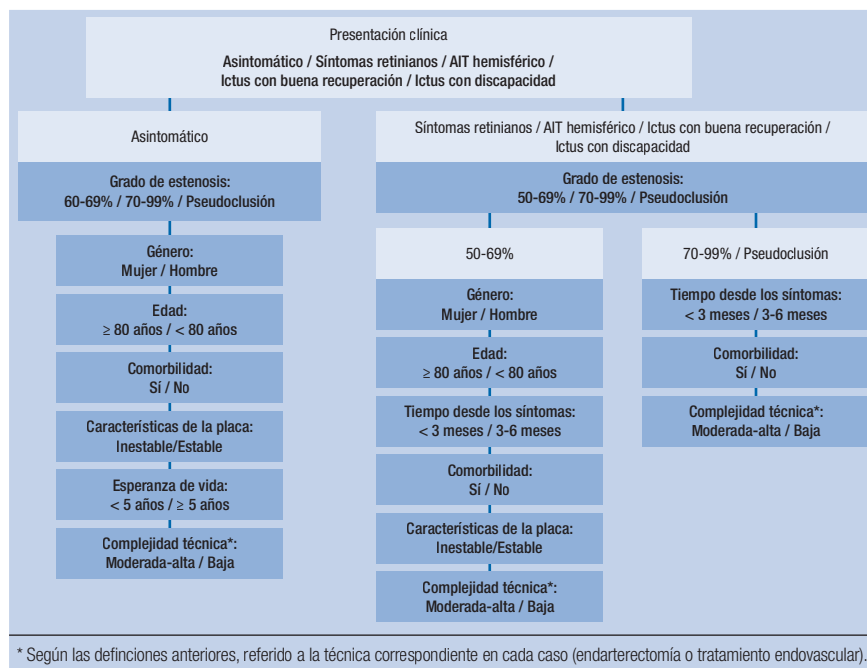 Presentación clínica
Asintomático / Síntomas retinianos / AIT hemisférico /
Ictus con buena recuperación / Ictus con discapacidad
Asintomático
Grado de estenosis:
60-69% / 70-99% / Pseudoclusión
Género:
Mujer / Hombre
Edad:
≥ 80 años / < 80 años
Comorbilidad:
Sí / No
Características de la placa:
Inestable/Estable
Esperanza de vida:
< 5 años / ≥ 5 años
Complejidad técnica*:
Moderada-alta / Baja
Síntomas retinianos / AIT hemisférico / Ictus con buena recuperación /
Ictus con discapacidad
Grado de estenosis:
50-69% / 70-99% / Pseudoclusión
50-69%
Género:
Mujer / Hombre
Edad:
≥ 80 años / < 80 años
Tiempo desde los síntomas:
< 3 meses / 3-6 meses
Comorbilidad:
Sí / No
Características de la placa:
Inestable/Estable
Complejidad técnica*:
Moderada-alta / Baja
70-99% / Pseudoclusión
Tiempo desde los síntomas:
< 3 meses / 3-6 meses
Comorbilidad:
Sí / No
Complejidad técnica*:
Moderada-alta / Baja
* Según las definciones anteriores, referido a la técnica correspondiente en cada caso (endarterectomía o tratamiento endovascular).